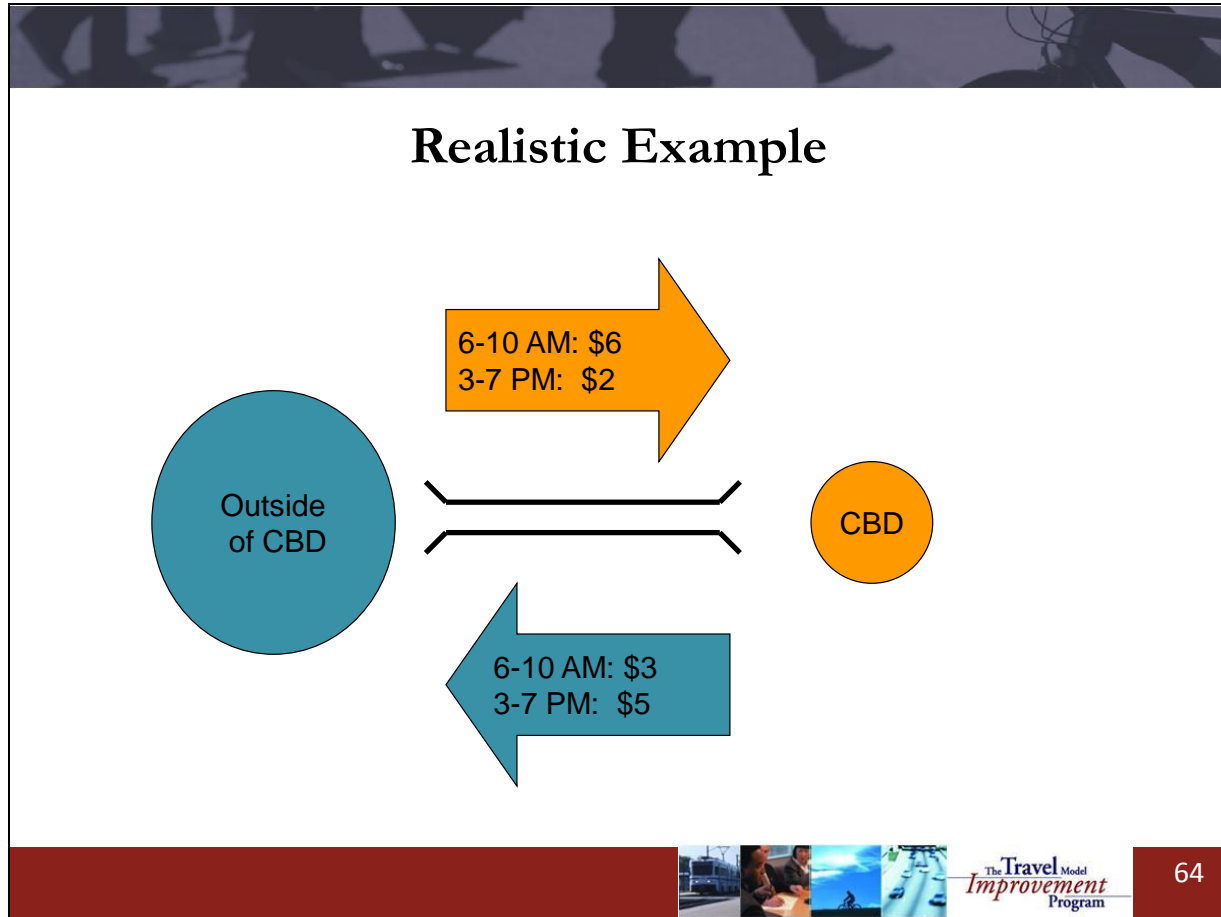 Realistic Example
6-10 AM: $6
3-7 PM:  $2
Outside
of CBD
CBD
6-10 AM: $3
3-7 PM:  $5
The Travel Model
Improvement
Program
64